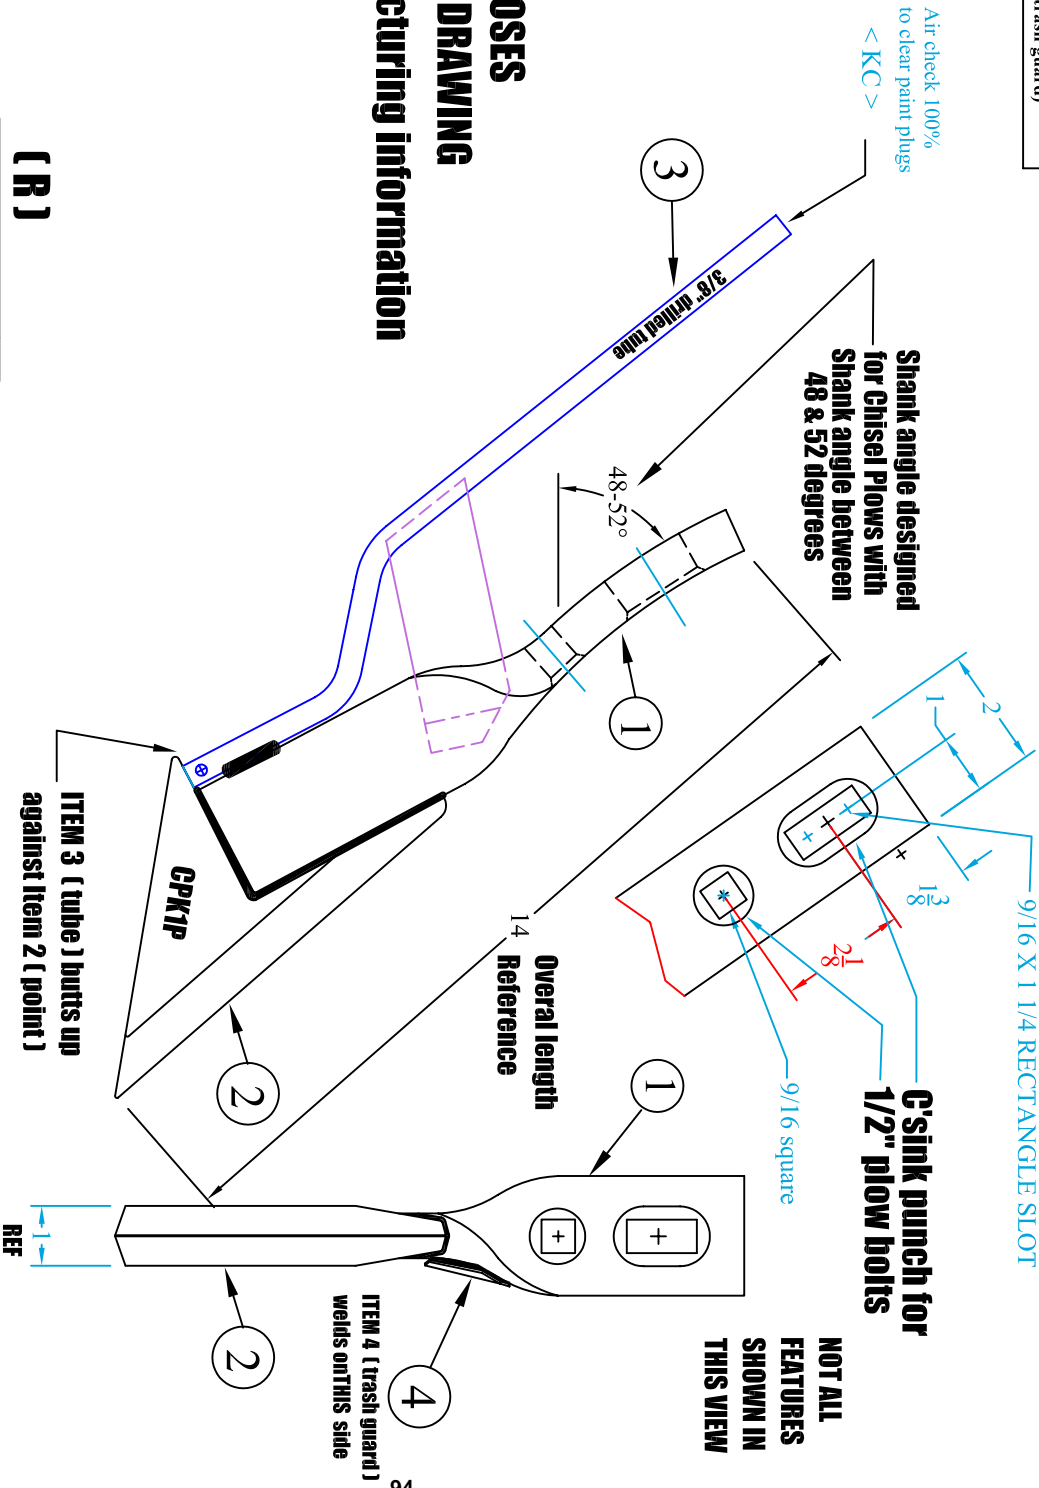 trash guard)
Air check 100%
to clear paint plugs
< KC >
OSES
DRAWING
cturing information
( R )
3
3/8" drilled tube
Shank angle designed
for Chisel Plows with
Shank angle between
48 & 52 degrees
48-52°
1
2
1
1 3/8
2 1/8
9/16 X 1 1/4 RECTANGLE SLOT
C'sink punch for
1/2" plow bolts
9/16 square
14
Overal length
Reference
CPK1P
ITEM 3 ( tube ) butts up
against Item 2 ( point )
2
1
NOT ALL
FEATURES
SHOWN IN
THIS VIEW
ITEM 4 ( trash guard )
welds onTHIS side
4
2
1
REF